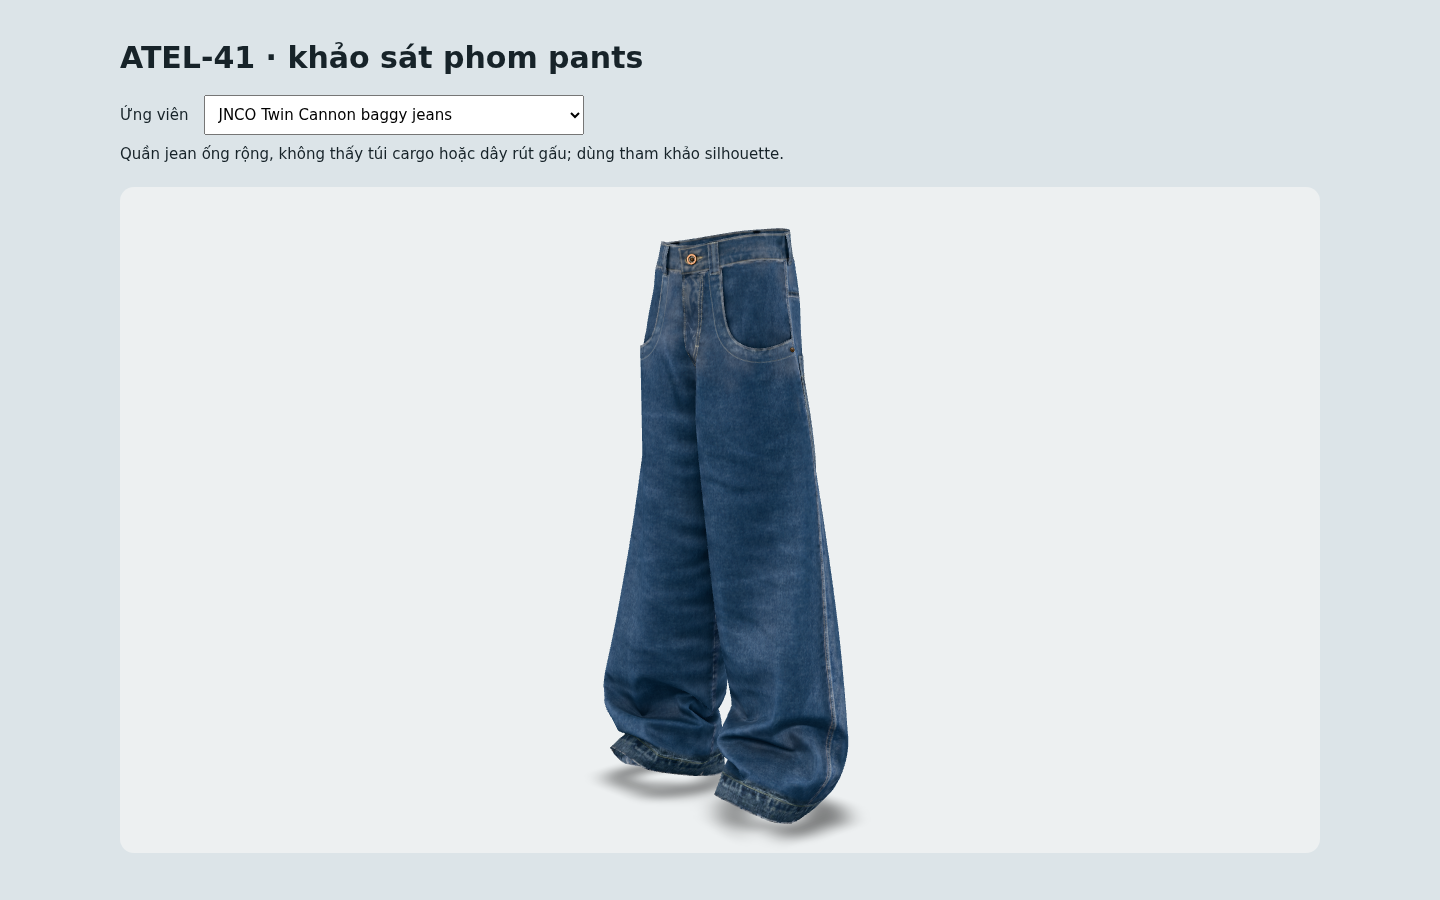 ATEL-41 · khảo sát phom pants
Ứng viên
JNCO Twin Cannon baggy jeans
Quần jean ống rộng, không thấy túi cargo hoặc dây rút gấu; dùng tham khảo silhouette.